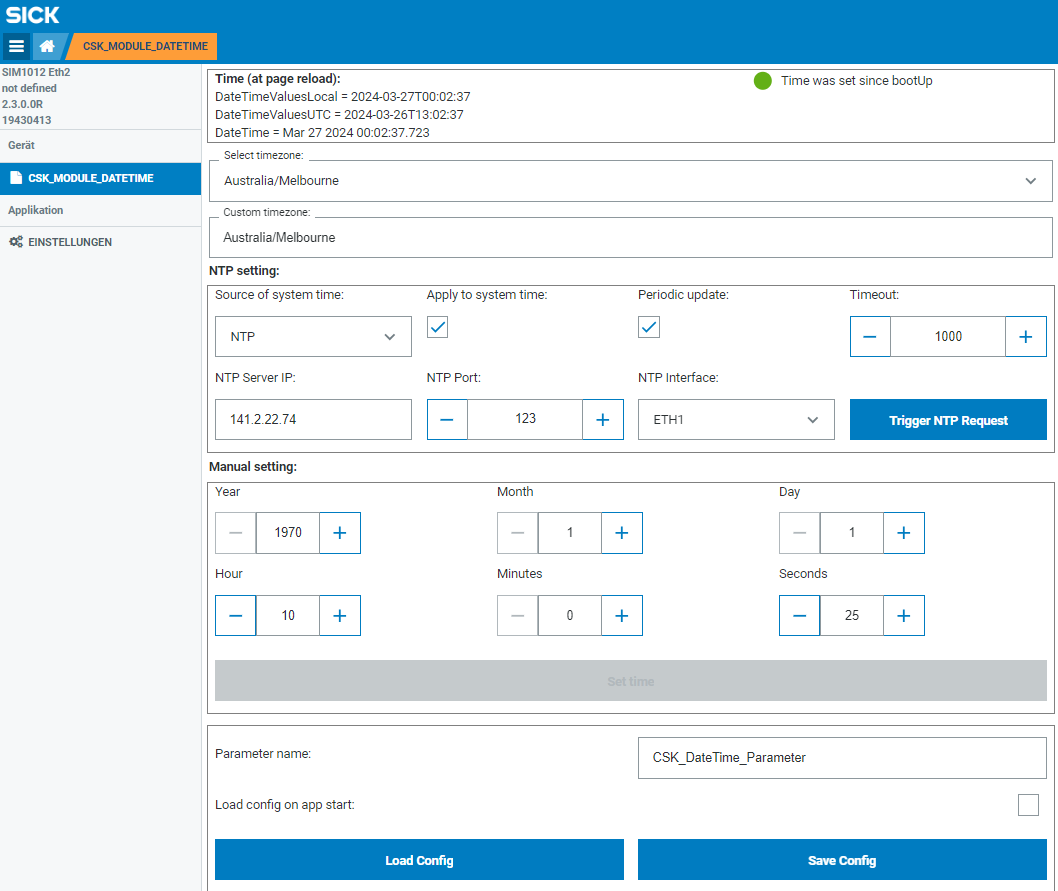 SICK
CSK_MODULE_DATETIME
SIM1012 Eth2
not defined
2.3.0.0R
19430413
Gerät
CSK_MODULE_DATETIME
Applikation
EINSTELLUNGEN
Time (at page reload):
DateTimeValuesLocal = 2024-03-27T00:02:37
DateTimeValuesUTC = 2024-03-26T13:02:37
DateTime = Mar 27 2024 00:02:37.723
Time was set since bootUp
Select timezone:
Australia/Melbourne
Custom timezone:
Australia/Melbourne
NTP setting:
Source of system time: Apply to system time: Periodic update: Timeout:
NTP 1000
NTP Server IP: NTP Port: NTP Interface:
141.2.22.74 123 ETH1 Trigger NTP Request
Manual setting:
Year Month Day
1970 1 1
Hour Minutes Seconds
10 0 25
Set time
Parameter name: CSK_DateTime_Parameter
Load config on app start:
Load Config Save Config